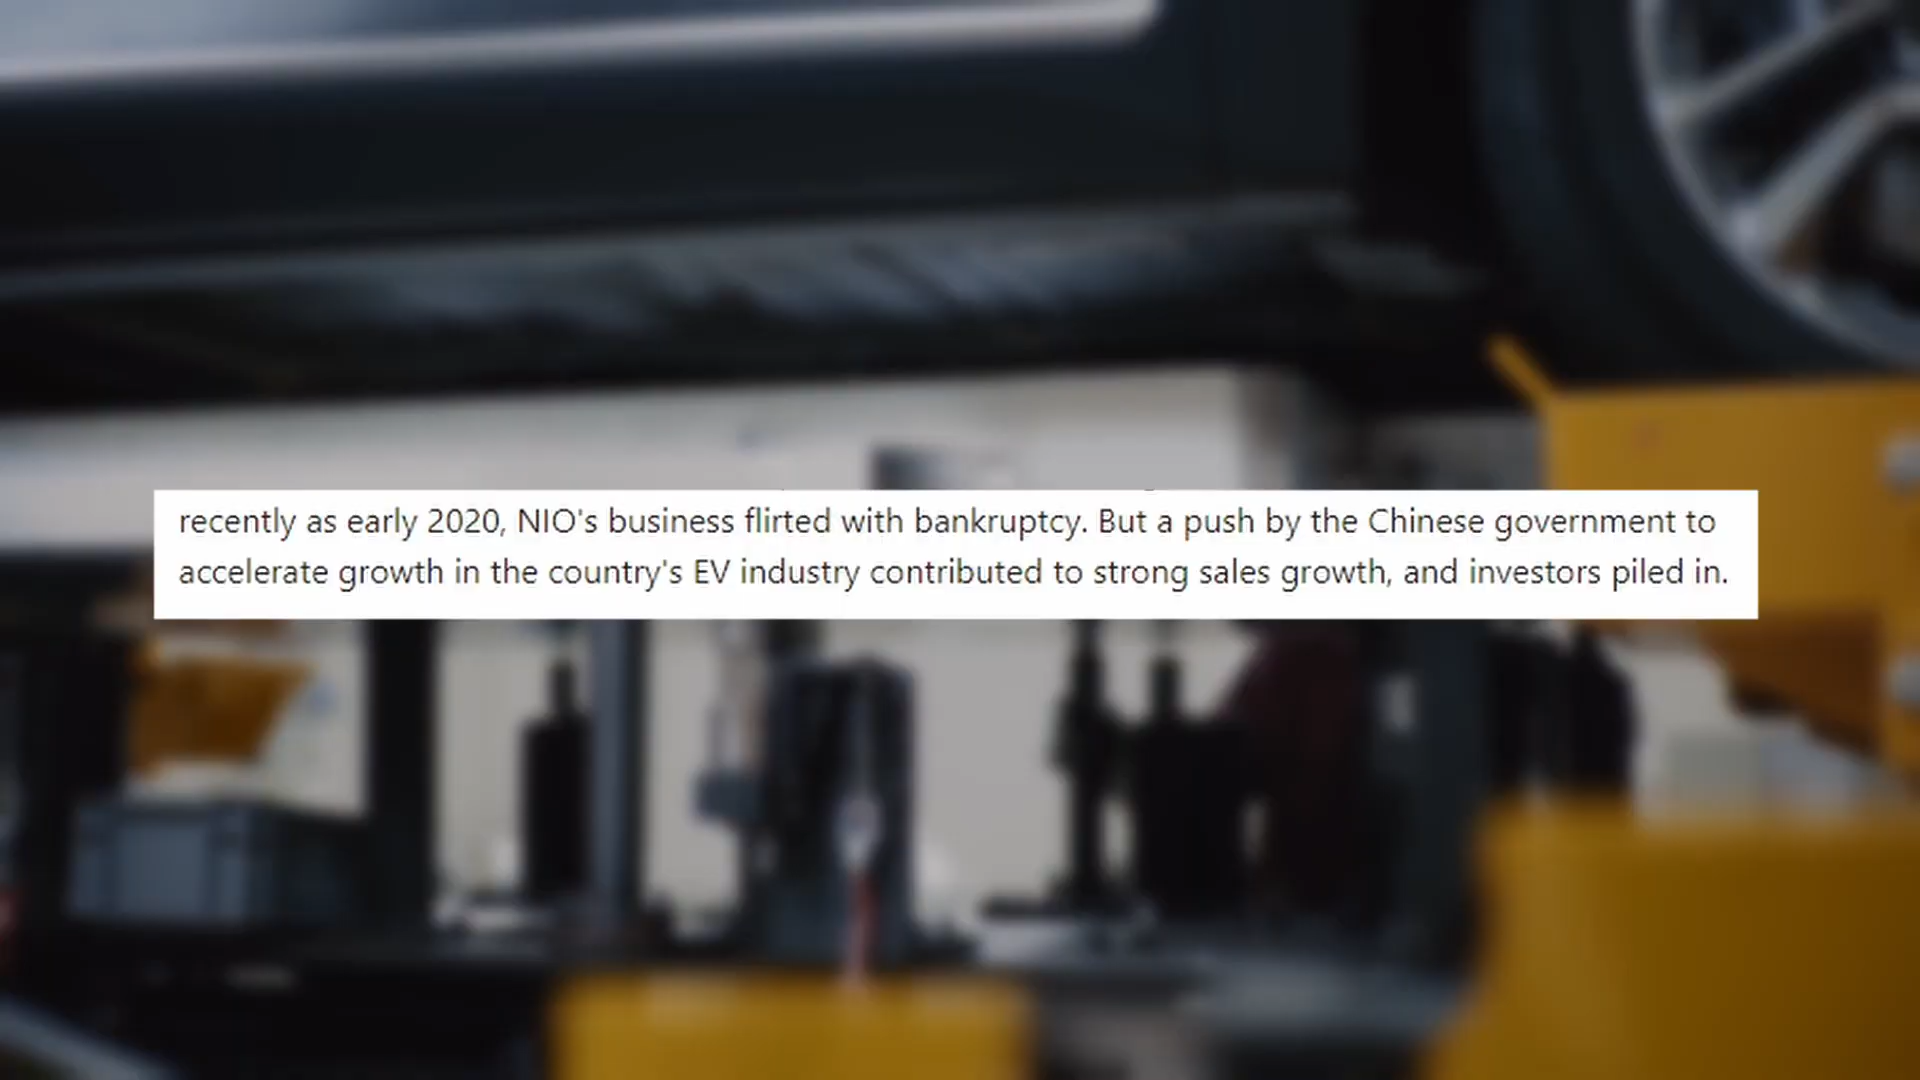 recently as early 2020, NIO's business flirted with bankruptcy. But a push by the Chinese government to
accelerate growth in the country's EV industry contributed to strong sales growth, and investors piled in.